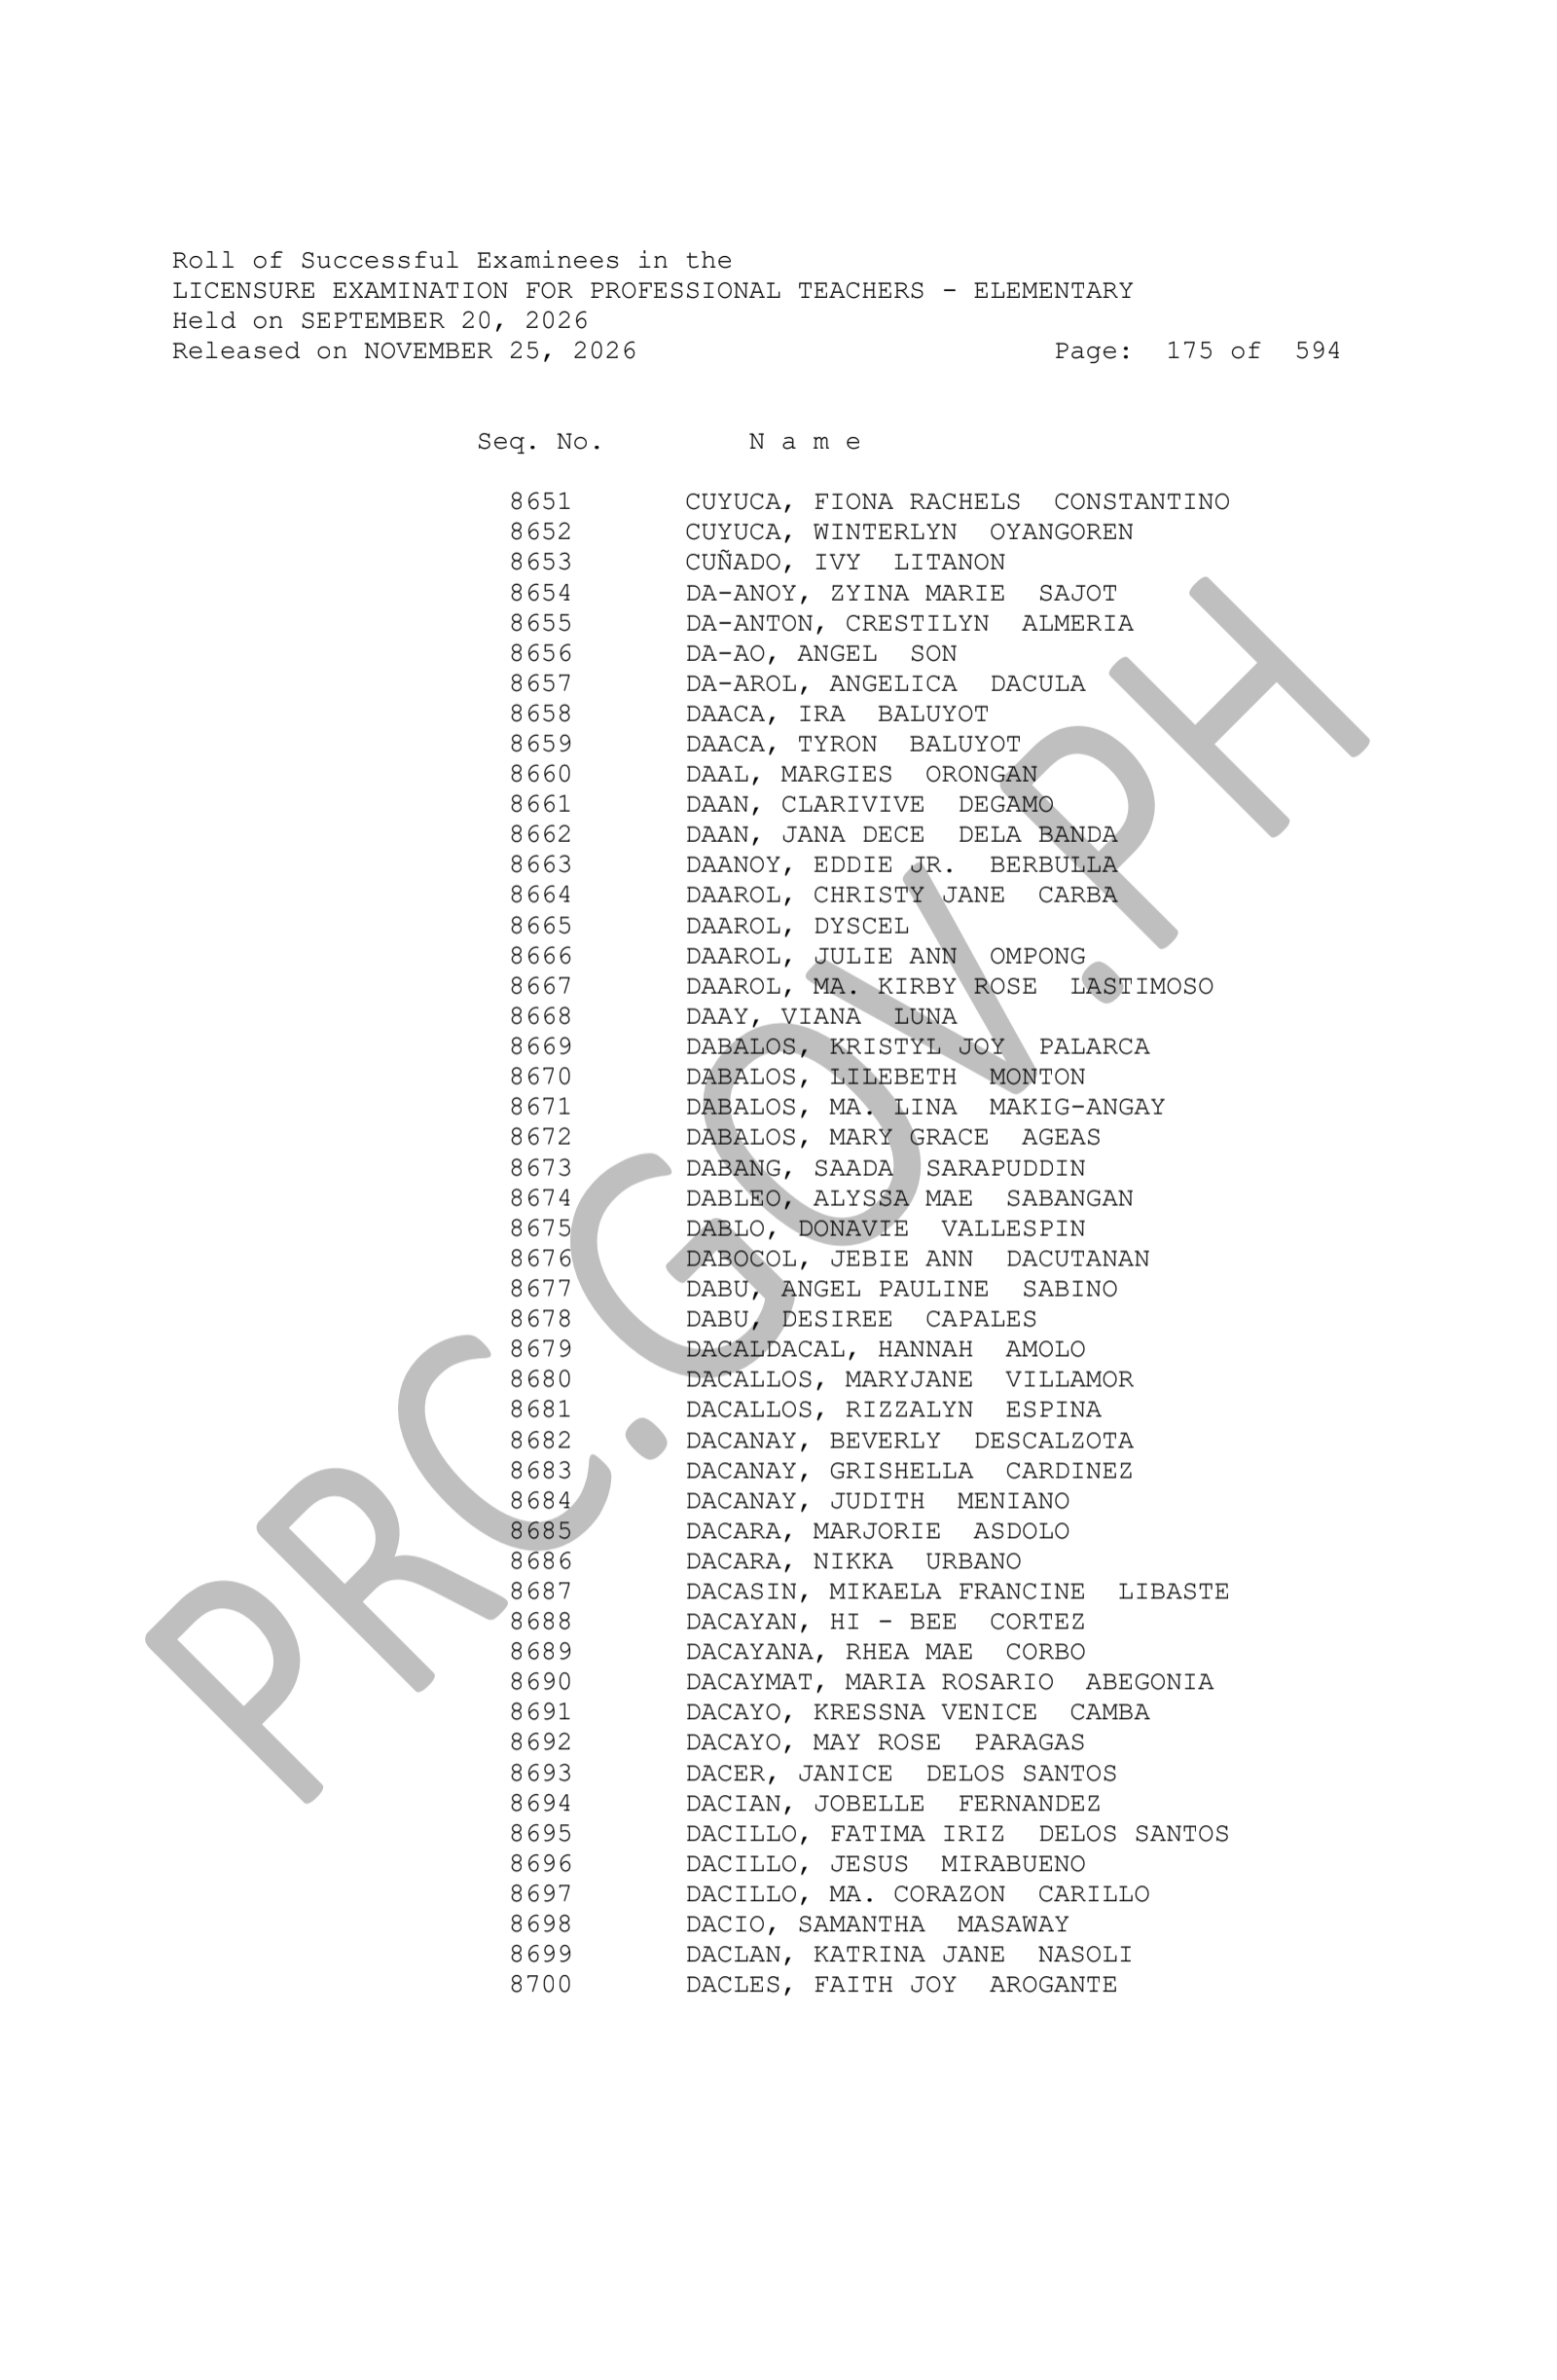 Roll of Successful Examinees in the
LICENSURE EXAMINATION FOR PROFESSIONAL TEACHERS - ELEMENTARY
Held on SEPTEMBER 20, 2026
Released on NOVEMBER 25, 2026 Page: 175 of 594
Seq. No. N a m e
8651 CUYUCA, FIONA RACHELS CONSTANTINO
8652 CUYUCA, WINTERLYN OYANGOREN
8653 CUÑADO, IVY LITANON
8654 DA-ANOY, ZYINA MARIE SAJOT
8655 DA-ANTON, CRESTILYN ALMERIA
8656 DA-AO, ANGEL SON
8657 DA-AROL, ANGELICA DACULA
8658 DAACA, IRA BALUYOT
8659 DAACA, TYRON BALUYOT
8660 DAAL, MARGIES ORONGAN
8661 DAAN, CLARIVIVE DEGAMO
8662 DAAN, JANA DECE DELA BANDA
8663 DAANOY, EDDIE JR. BERBULLA
8664 DAAROL, CHRISTY JANE CARBA
8665 DAAROL, DYSCEL
8666 DAAROL, JULIE ANN OMPONG
8667 DAAROL, MA. KIRBY ROSE LASTIMOSO
8668 DAAY, VIANA LUNA
8669 DABALOS, KRISTYL JOY PALARCA
8670 DABALOS, LILEBETH MONTON
8671 DABALOS, MA. LINA MAKIG-ANGAY
8672 DABALOS, MARY GRACE AGEAS
8673 DABANG, SAADA SARAPUDDIN
8674 DABLEO, ALYSSA MAE SABANGAN
8675 DABLO, DONAVIE VALLESPIN
8676 DABOCOL, JEBIE ANN DACUTANAN
8677 DABU, ANGEL PAULINE SABINO
8678 DABU, DESIREE CAPALES
8679 DACALDACAL, HANNAH AMOLO
8680 DACALLOS, MARYJANE VILLAMOR
8681 DACALLOS, RIZZALYN ESPINA
8682 DACANAY, BEVERLY DESCALZOTA
8683 DACANAY, GRISHELLA CARDINEZ
8684 DACANAY, JUDITH MENIANO
8685 DACARA, MARJORIE ASDOLO
8686 DACARA, NIKKA URBANO
8687 DACASIN, MIKAELA FRANCINE LIBASTE
8688 DACAYAN, HI - BEE CORTEZ
8689 DACAYANA, RHEA MAE CORBO
8690 DACAYMAT, MARIA ROSARIO ABEGONIA
8691 DACAYO, KRESSNA VENICE CAMBA
8692 DACAYO, MAY ROSE PARAGAS
8693 DACER, JANICE DELOS SANTOS
8694 DACIAN, JOBELLE FERNANDEZ
8695 DACILLO, FATIMA IRIZ DELOS SANTOS
8696 DACILLO, JESUS MIRABUENO
8697 DACILLO, MA. CORAZON CARILLO
8698 DACIO, SAMANTHA MASAWAY
8699 DACLAN, KATRINA JANE NASOLI
8700 DACLES, FAITH JOY AROGANTE
PRC.GOV.PH